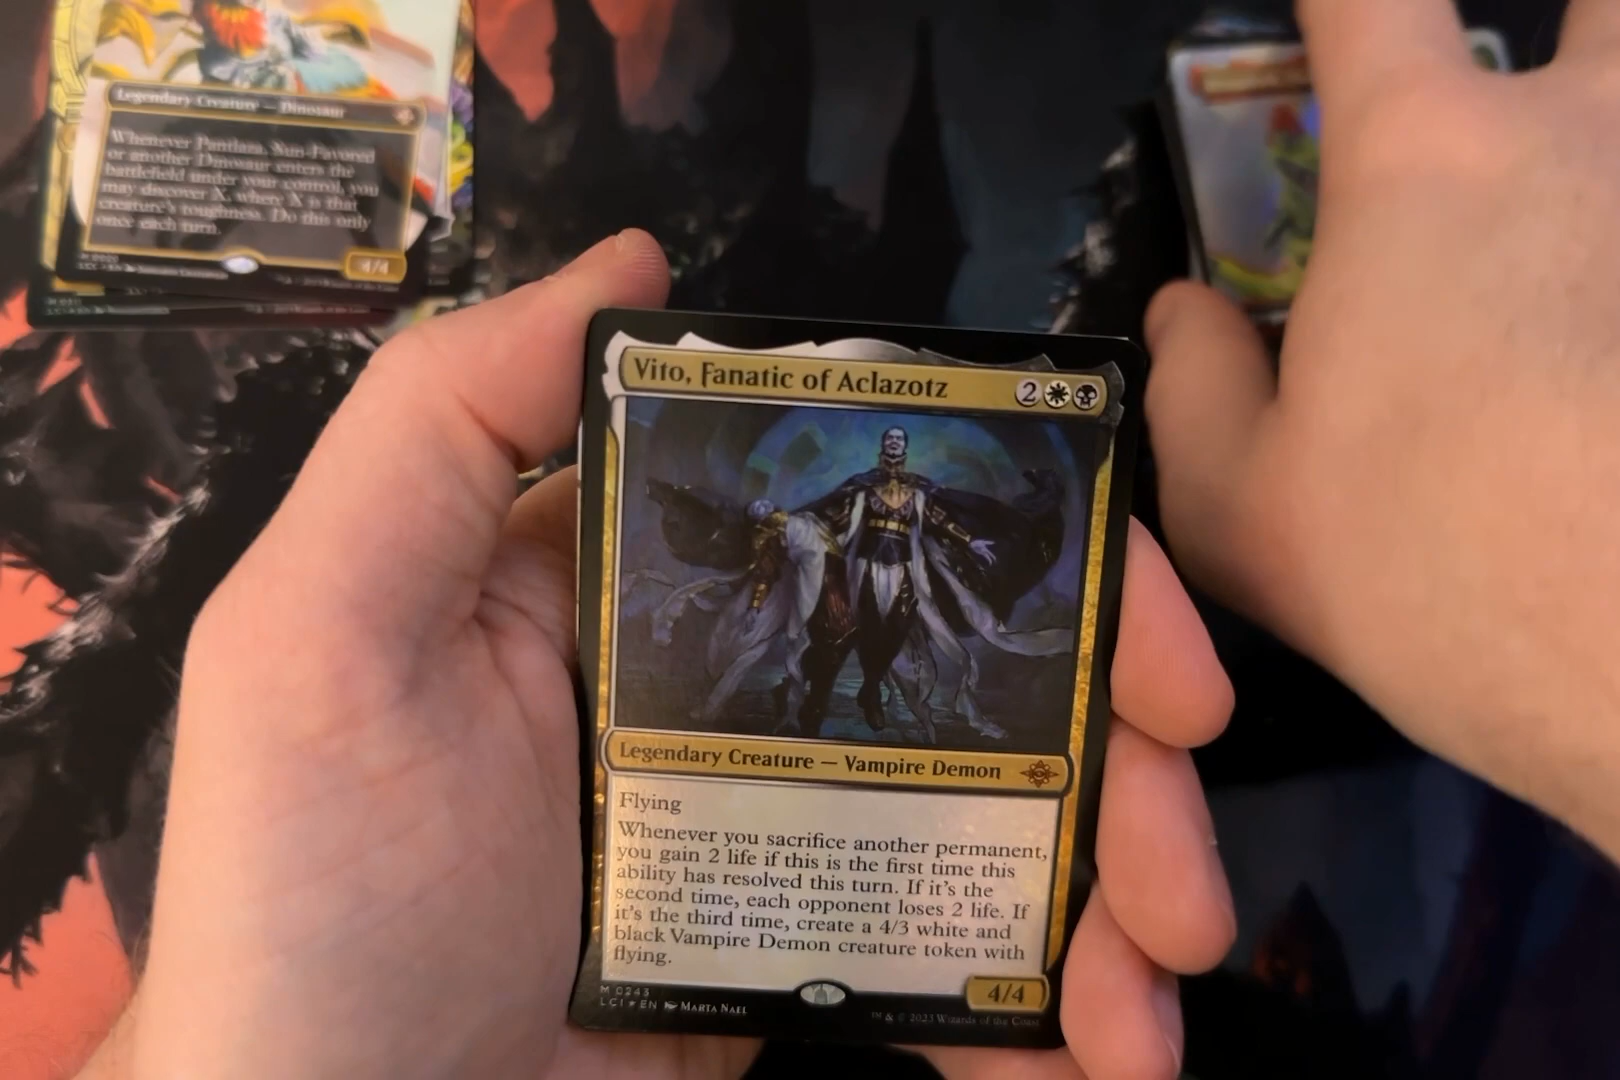 Legendary Creature — Dinosaur
Whenever Pantlaza, Sun-Favored
or another Dinosaur enters the
battlefield under your control, you
may discover X, where X is that
creature's toughness. Do this only
once each turn.
4/4
Vito, Fanatic of Aclazotz
2
Legendary Creature — Vampire Demon
Flying
Whenever you sacrifice another permanent,
you gain 2 life if this is the first time this
ability has resolved this turn. If it's the
second time, each opponent loses 2 life. If
it's the third time, create a 4/3 white and
black Vampire Demon creature token with
flying.
4/4
M 0243
LCI ★ EN MARTA NAEL
™ & © 2023 Wizards of the Coast